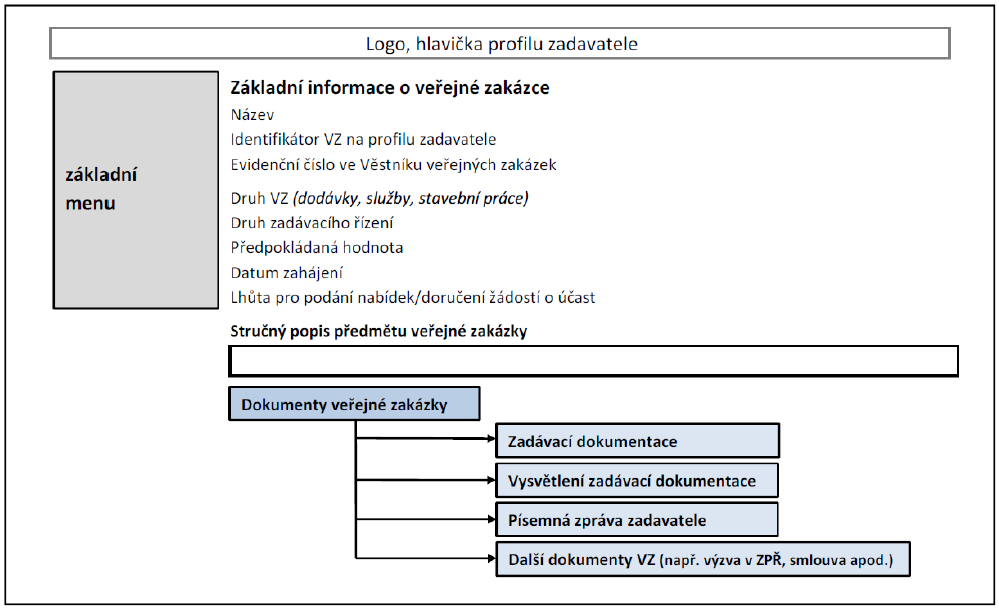 Logo, hlavička profilu zadavatele
základní
menu
Základní informace o veřejné zakázce
Název
Identifikátor VZ na profilu zadavatele
Evidenční číslo ve Věstníku veřejných zakázek
Druh VZ (dodávky, služby, stavební práce)
Druh zadávacího řízení
Předpokládaná hodnota
Datum zahájení
Lhůta pro podání nabídek/doručení žádostí o účast
Stručný popis předmětu veřejné zakázky
Dokumenty veřejné zakázky
Zadávací dokumentace
Vysvětlení zadávací dokumentace
Písemná zpráva zadavatele
Další dokumenty VZ (např. výzva v ZPŘ, smlouva apod.)